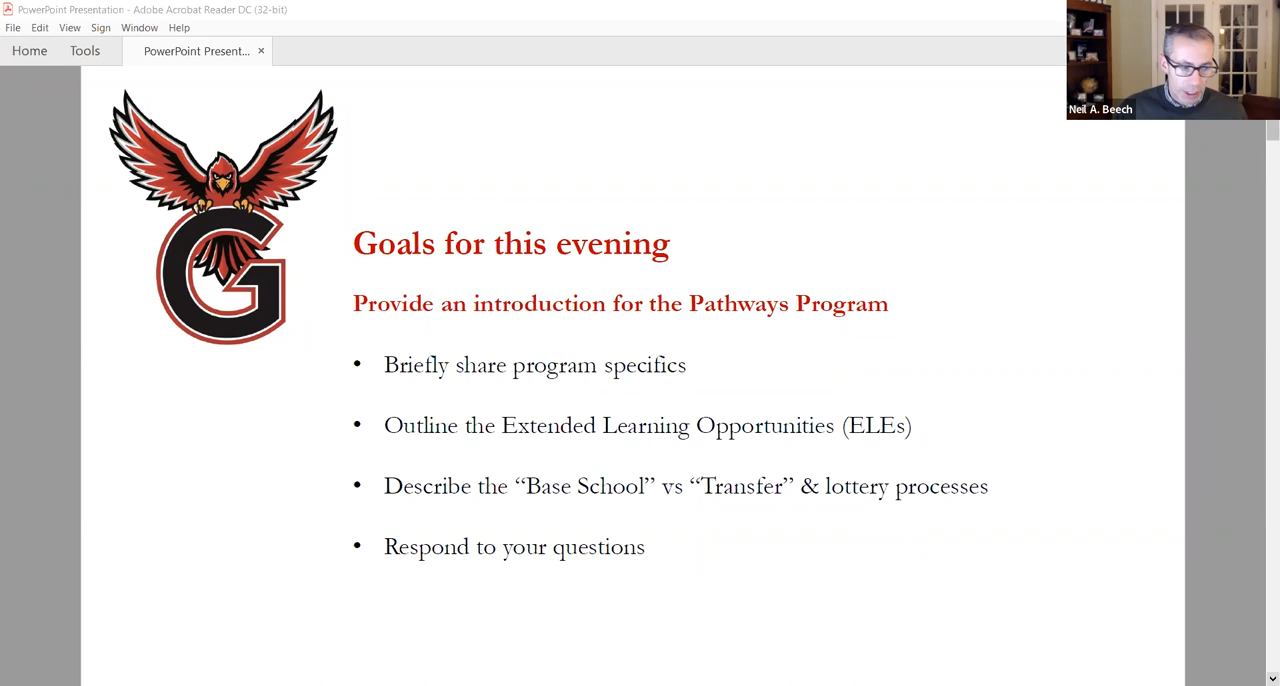 PowerPoint Presentation - Adobe Acrobat Reader DC (32-bit)
File Edit View Sign Window Help
Home Tools PowerPoint Present... ×
Neil A. Beech
G
Goals for this evening
Provide an introduction for the Pathways Program
• Briefly share program specifics
• Outline the Extended Learning Opportunities (ELEs)
• Describe the “Base School” vs “Transfer” & lottery processes
• Respond to your questions